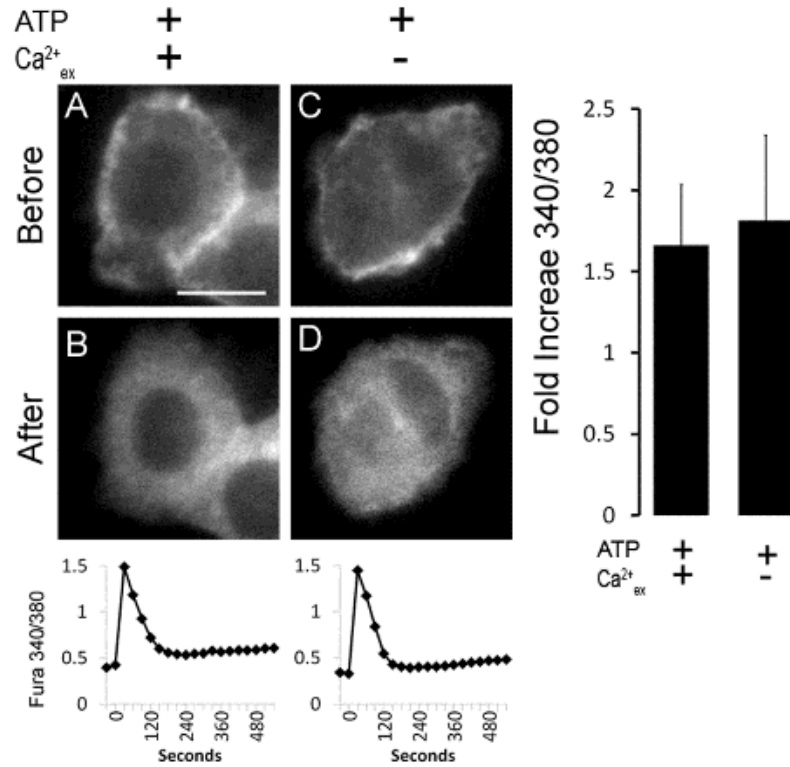 ATP + +
Ca2+ex + -
A
C
Before
B
D
After
Fura 340/380
1.5
1
0.5
0
0 120 240 360 480
Seconds
1.5
1
0.5
0
0 120 240 360 480
Seconds
Fold Increae 340/380
2.5
2
1.5
1
0.5
0
ATP + +
Ca2+ex + -